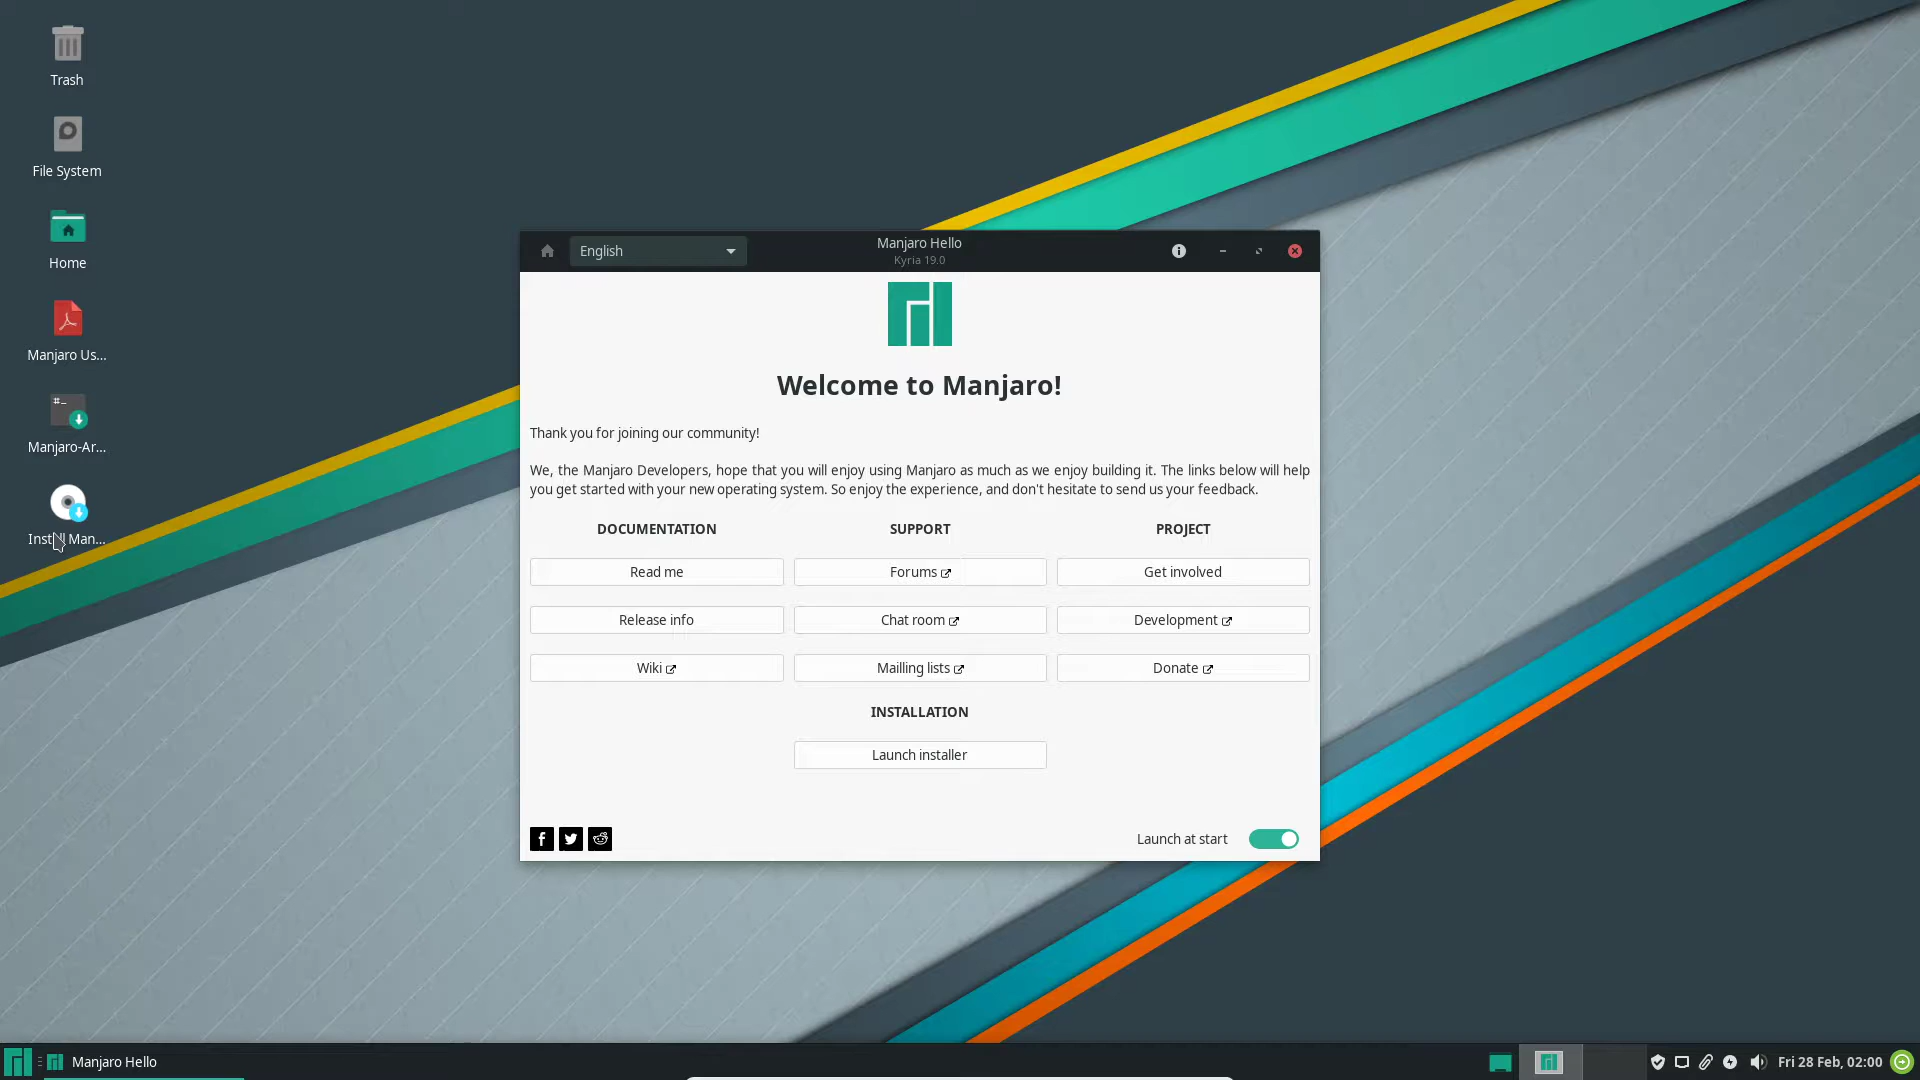 Trash
File System
Home
Manjaro Us...
Manjaro-Ar...
Install Man...
English
Manjaro Hello
Kyria 19.0
Welcome to Manjaro!
Thank you for joining our community!
We, the Manjaro Developers, hope that you will enjoy using Manjaro as much as we enjoy building it. The links below will help
you get started with your new operating system. So enjoy the experience, and don't hesitate to send us your feedback.
DOCUMENTATION SUPPORT PROJECT
Read me Forums Get involved
Release info Chat room Development
Wiki Mailling lists Donate
INSTALLATION
Launch installer
Launch at start
Manjaro Hello
Fri 28 Feb, 02:00